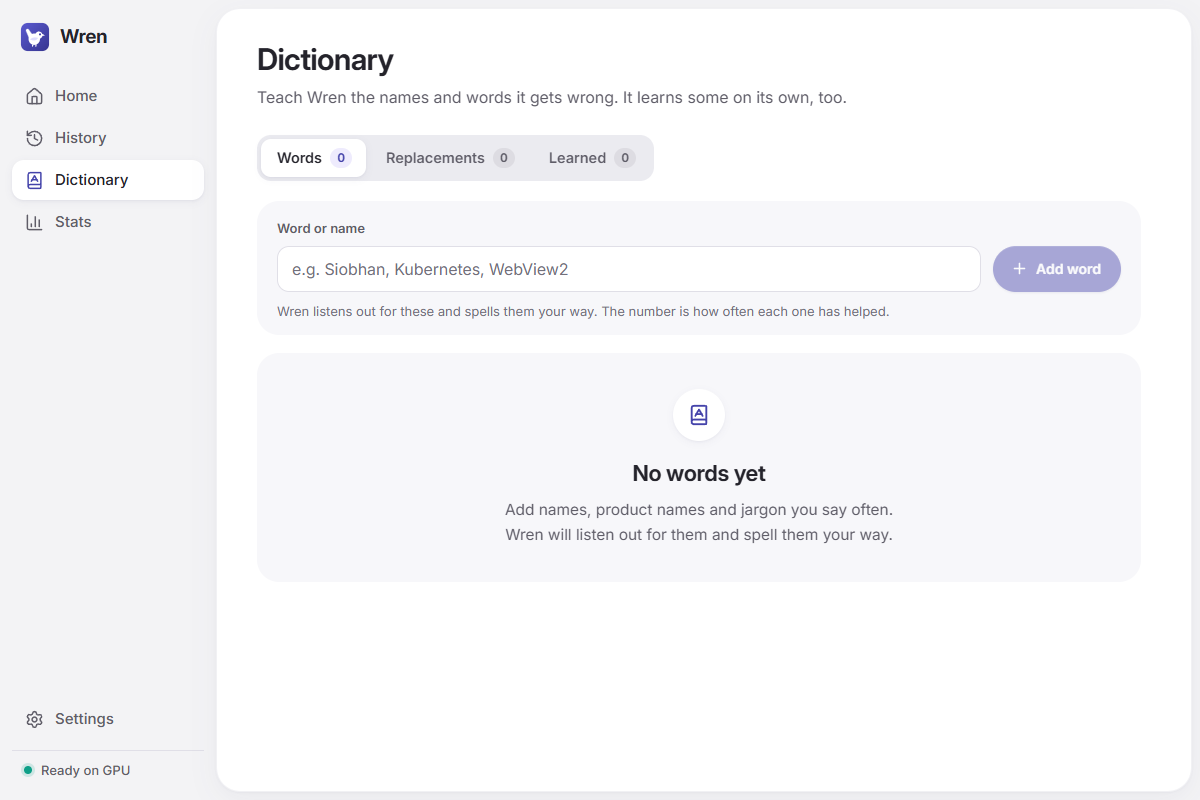 Wren
Home
History
Dictionary
Stats
Settings
Ready on GPU
Dictionary
Teach Wren the names and words it gets wrong. It learns some on its own, too.
Words 0 Replacements 0 Learned 0
Word or name
e.g. Siobhan, Kubernetes, WebView2
+ Add word
Wren listens out for these and spells them your way. The number is how often each one has helped.
No words yet
Add names, product names and jargon you say often.
Wren will listen out for them and spell them your way.